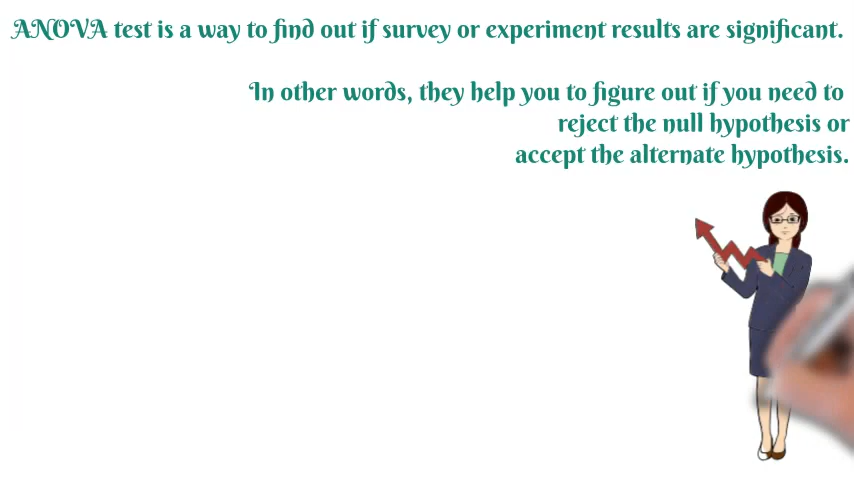 ANOVA test is a way to find out if survey or experiment results are significant.
In other words, they help you to figure out if you need to
reject the null hypothesis or
accept the alternate hypothesis.